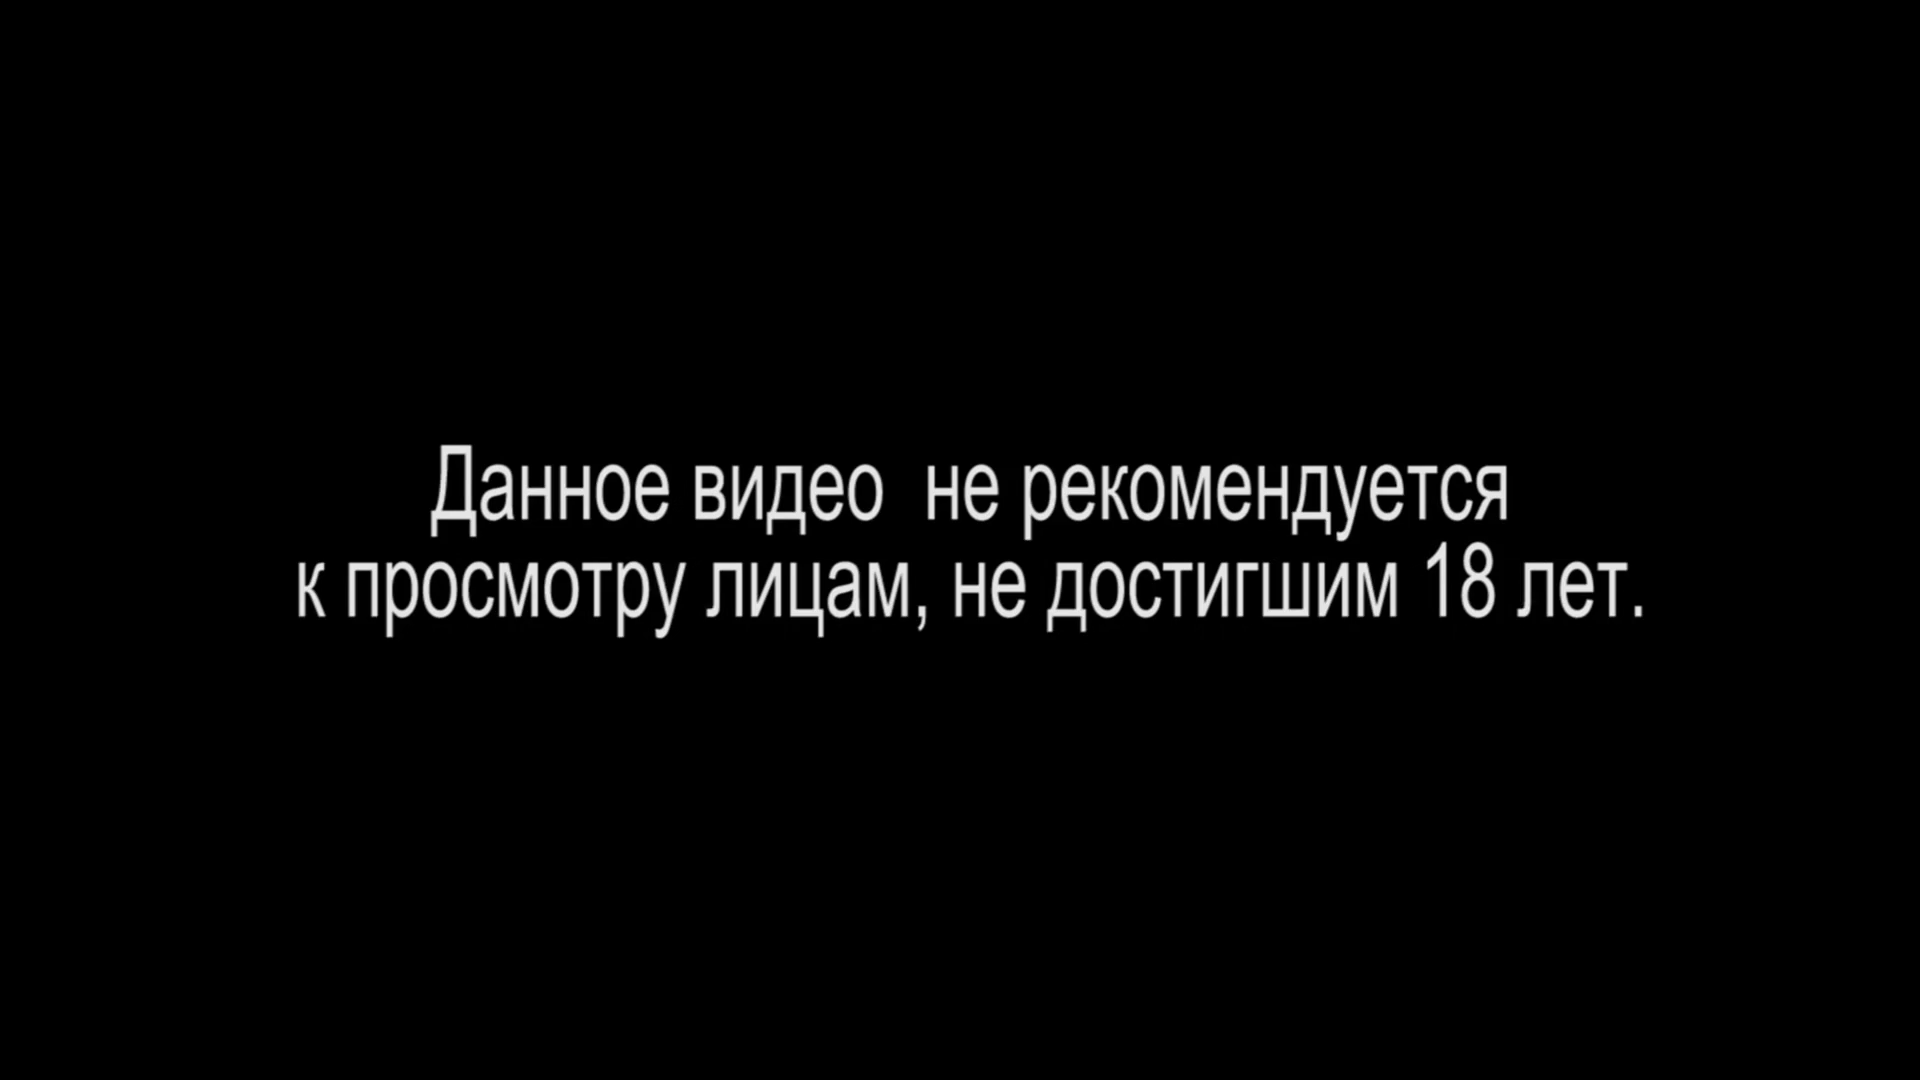 Данное видео  не рекомендуется
к просмотру лицам, не достигшим 18 лет.